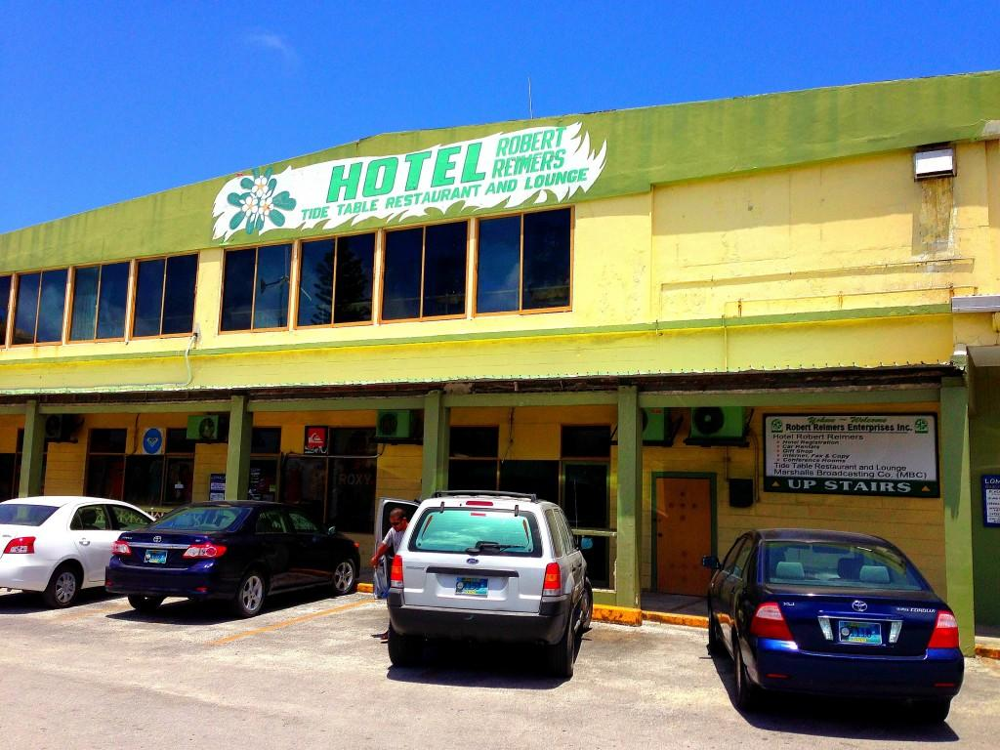 HOTEL
ROBERT
REIMERS
TIDE TABLE RESTAURANT AND LOUNGE
Yokwe ~ Welcome
Robert Reimers Enterprises Inc.
Hotel Robert Reimers
Hotel Registration
Car Rentals
Gift Shop
Internet, Fax & Copy
Conference Rooms
Tide Table Restaurant and Lounge
Marshalls Broadcasting Co. (MBC)
UP STAIRS
ROXY
COROLLA